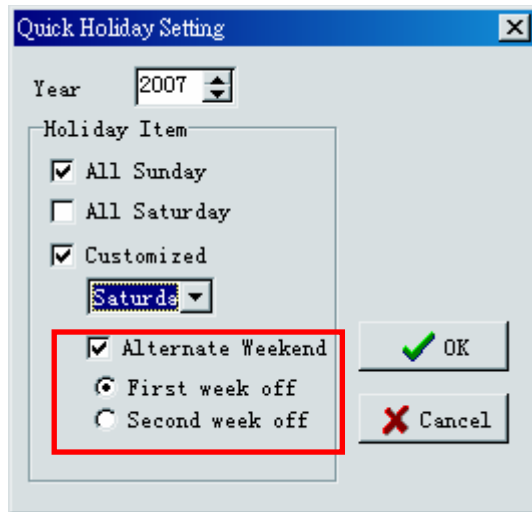 Quick Holiday Setting
Year 2007
Holiday Item
All Sunday
All Saturday
Customized
Saturda
Alternate Weekend
First week off
Second week off
OK
Cancel